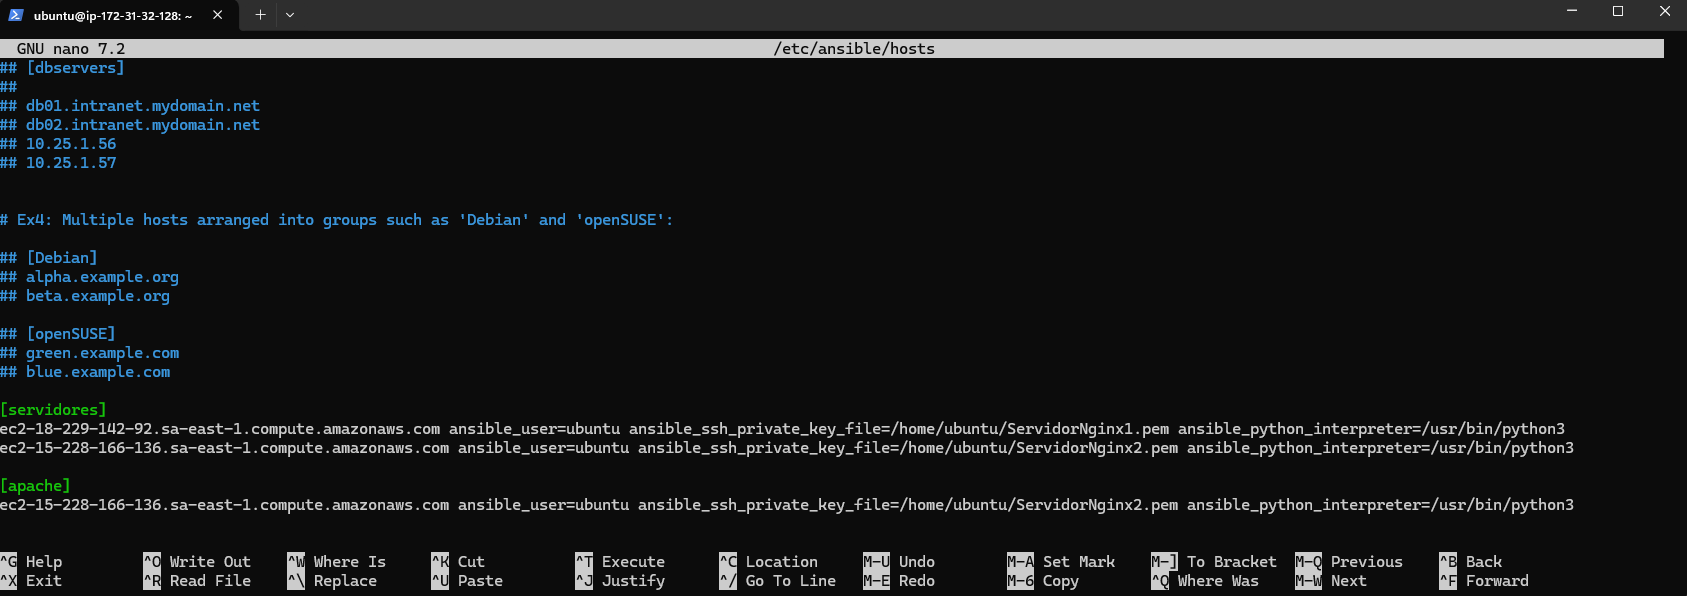 ubuntu@ip-172-31-32-128: ~
GNU nano 7.2 /etc/ansible/hosts
## [dbservers]
##
## db01.intranet.mydomain.net
## db02.intranet.mydomain.net
## 10.25.1.56
## 10.25.1.57
# Ex4: Multiple hosts arranged into groups such as 'Debian' and 'openSUSE':
## [Debian]
## alpha.example.org
## beta.example.org
## [openSUSE]
## green.example.com
## blue.example.com
[servidores]
ec2-18-229-142-92.sa-east-1.compute.amazonaws.com ansible_user=ubuntu ansible_ssh_private_key_file=/home/ubuntu/ServidorNginx1.pem ansible_python_interpreter=/usr/bin/python3
ec2-15-228-166-136.sa-east-1.compute.amazonaws.com ansible_user=ubuntu ansible_ssh_private_key_file=/home/ubuntu/ServidorNginx2.pem ansible_python_interpreter=/usr/bin/python3
[apache]
ec2-15-228-166-136.sa-east-1.compute.amazonaws.com ansible_user=ubuntu ansible_ssh_private_key_file=/home/ubuntu/ServidorNginx2.pem ansible_python_interpreter=/usr/bin/python3
^G Help ^O Write Out ^W Where Is ^K Cut ^T Execute ^C Location M-U Undo M-A Set Mark M-] To Bracket M-Q Previous ^B Back
^X Exit ^R Read File ^\ Replace ^U Paste ^J Justify ^/ Go To Line M-E Redo M-6 Copy ^Q Where Was M-W Next ^F Forward